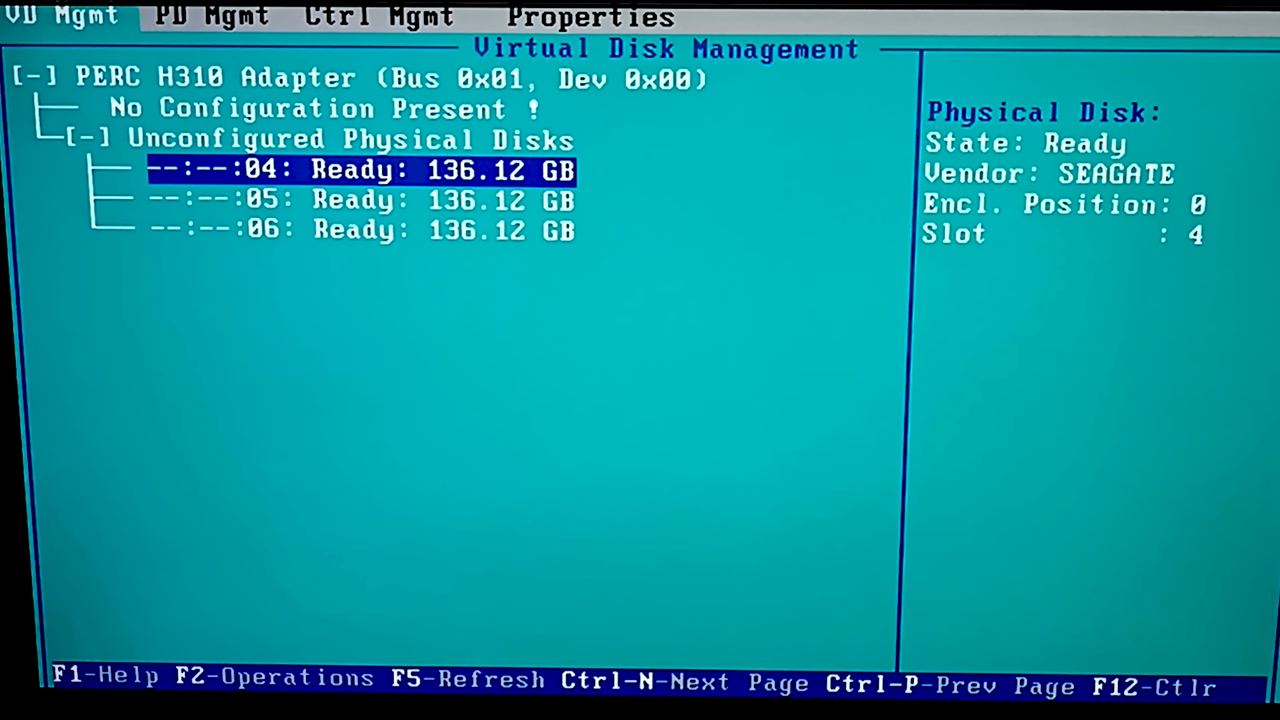 VD Mgmt PD Mgmt Ctrl Mgmt Properties
Virtual Disk Management
[-] PERC H310 Adapter (Bus 0x01, Dev 0x00)
No Configuration Present !
[-] Unconfigured Physical Disks
--:--:04: Ready: 136.12 GB
--:--:05: Ready: 136.12 GB
--:--:06: Ready: 136.12 GB
Physical Disk:
State: Ready
Vendor: SEAGATE
Encl. Position: 0
Slot : 4
F1-Help F2-Operations F5-Refresh Ctrl-N-Next Page Ctrl-P-Prev Page F12-Ctlr